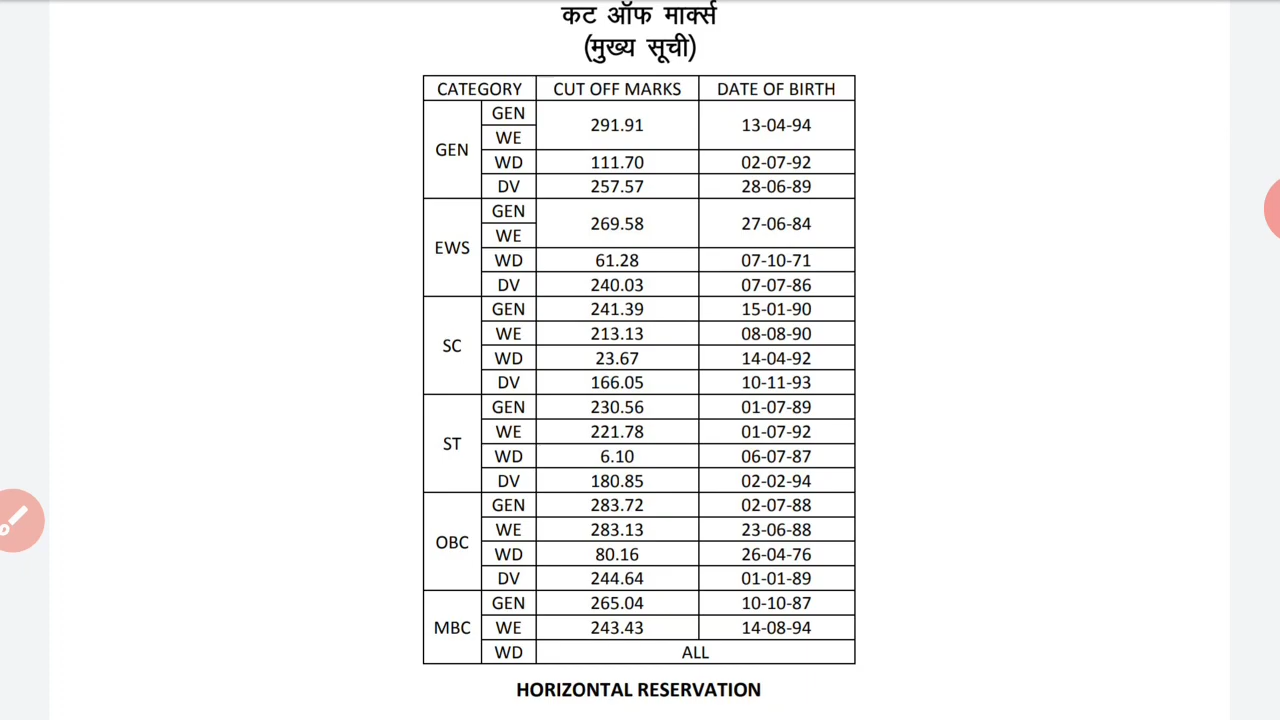 कट ऑफ मार्क्स
(मुख्य सूची)
CATEGORY CUT OFF MARKS DATE OF BIRTH
GEN GEN 291.91 13-04-94
WE
WD 111.70 02-07-92
DV 257.57 28-06-89
EWS GEN 269.58 27-06-84
WE
WD 61.28 07-10-71
DV 240.03 07-07-86
SC GEN 241.39 15-01-90
WE 213.13 08-08-90
WD 23.67 14-04-92
DV 166.05 10-11-93
ST GEN 230.56 01-07-89
WE 221.78 01-07-92
WD 6.10 06-07-87
DV 180.85 02-02-94
OBC GEN 283.72 02-07-88
WE 283.13 23-06-88
WD 80.16 26-04-76
DV 244.64 01-01-89
MBC GEN 265.04 10-10-87
WE 243.43 14-08-94
WD ALL
HORIZONTAL RESERVATION